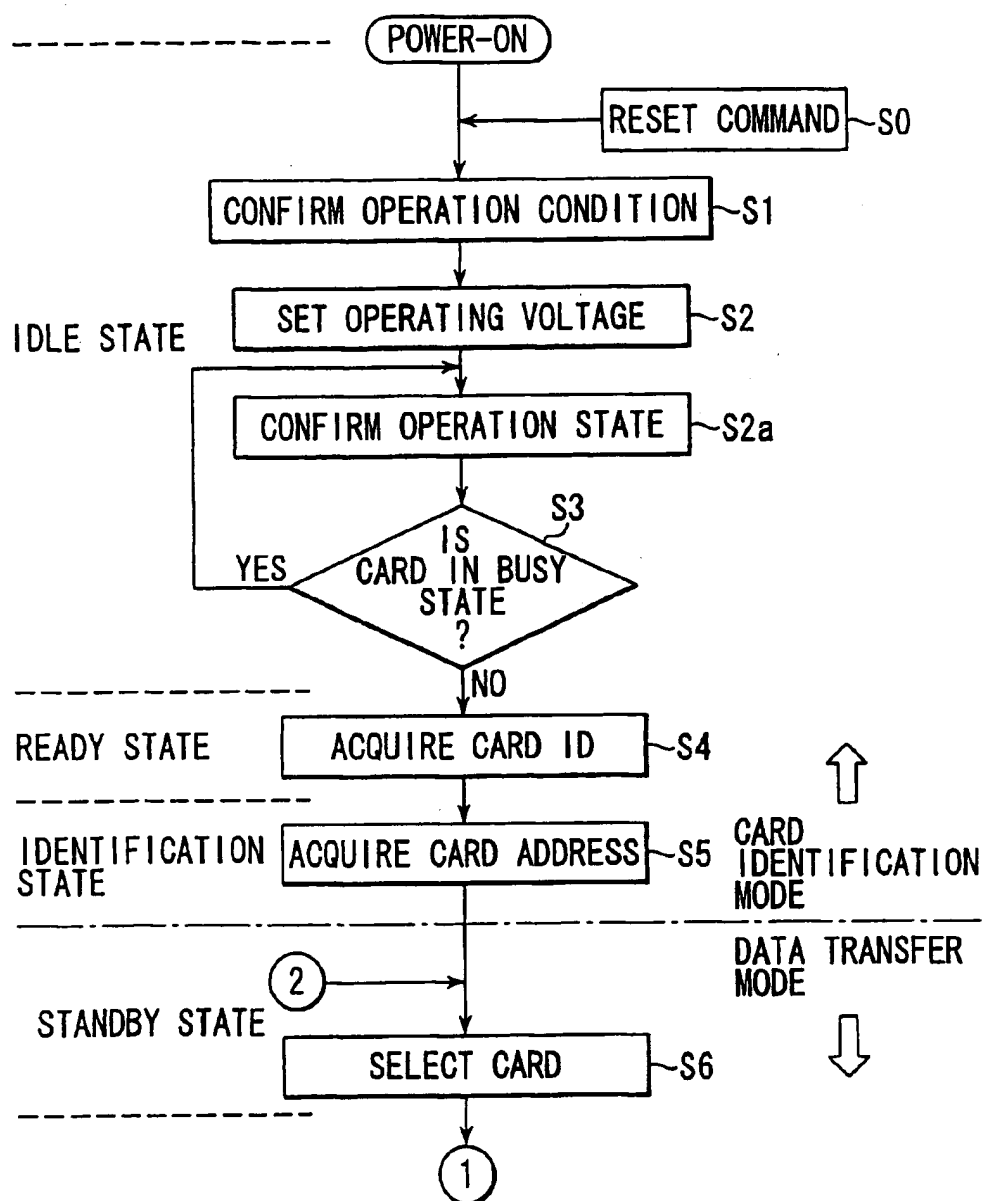 POWER-ON
RESET COMMAND
S0
CONFIRM OPERATION CONDITION
S1
SET OPERATING VOLTAGE
S2
IDLE STATE
CONFIRM OPERATION STATE
S2a
S3
IS
CARD IN BUSY
STATE
?
YES
NO
READY STATE
ACQUIRE CARD ID
S4
IDENTIFICATION
STATE
ACQUIRE CARD ADDRESS
S5
CARD
IDENTIFICATION
MODE
DATA TRANSFER
MODE
2
STANDBY STATE
SELECT CARD
S6
1